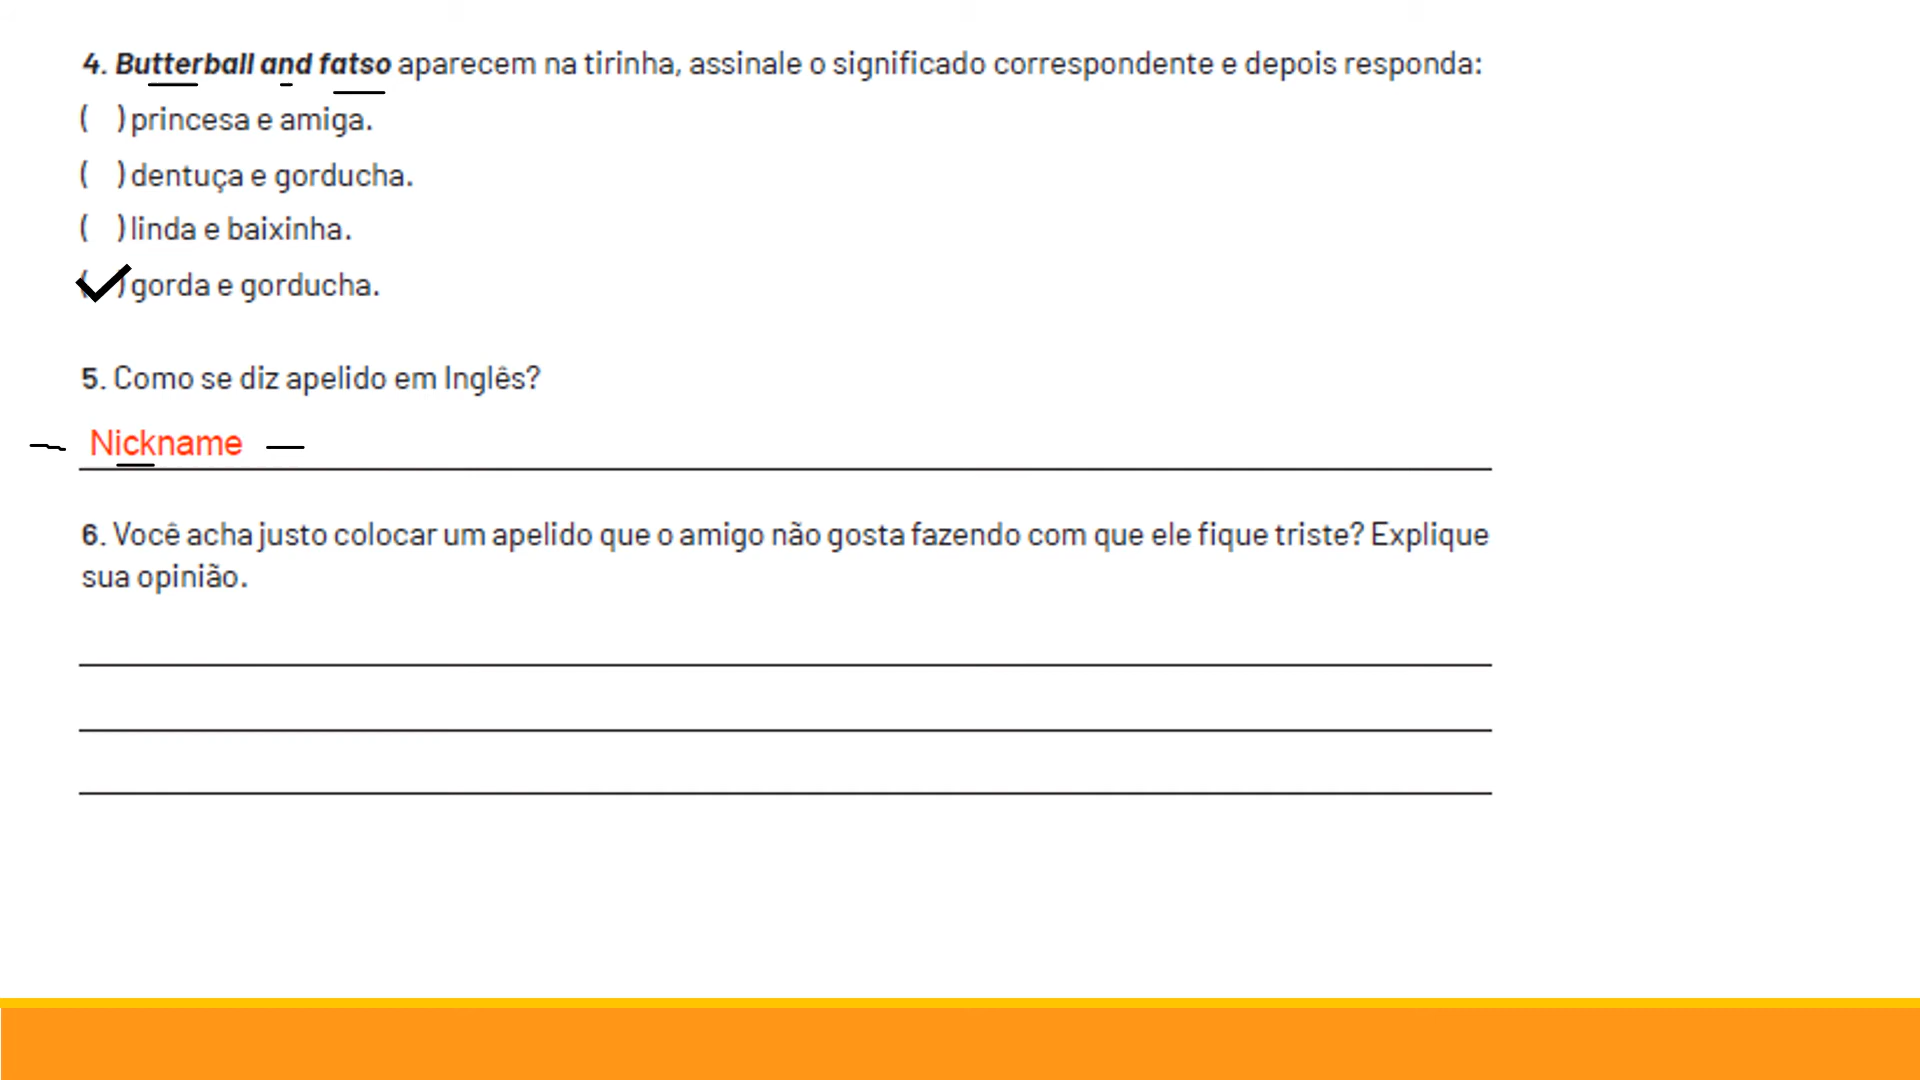 4. Butterball and fatso aparecem na tirinha, assinale o significado correspondente e depois responda:
( ) princesa e amiga.
( ) dentuça e gorducha.
( ) linda e baixinha.
(✓) gorda e gorducha.
5. Como se diz apelido em Inglês?
Nickname
6. Você acha justo colocar um apelido que o amigo não gosta fazendo com que ele fique triste? Explique
sua opinião.